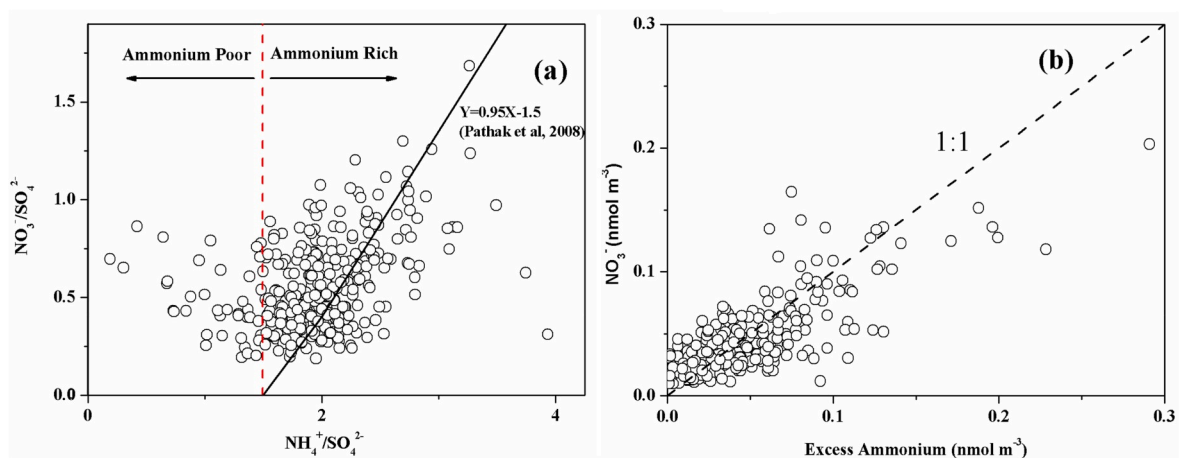 Ammonium Poor
Ammonium Rich
(a)
Y=0.95X-1.5
(Pathak et al, 2008)
NO₃⁻/SO₄²⁻
1.5
1.0
0.5
0.0
0
1
2
3
4
NH₄⁺/SO₄²⁻
(b)
1:1
NO₃⁻ (nmol m⁻³)
0.3
0.2
0.1
0.0
0.0
0.1
0.2
0.3
Excess Ammonium (nmol m⁻³)